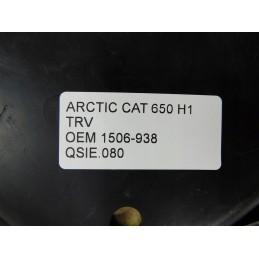 ARCTIC CAT 650 H1
TRV
OEM 1506-938
QSIE.080